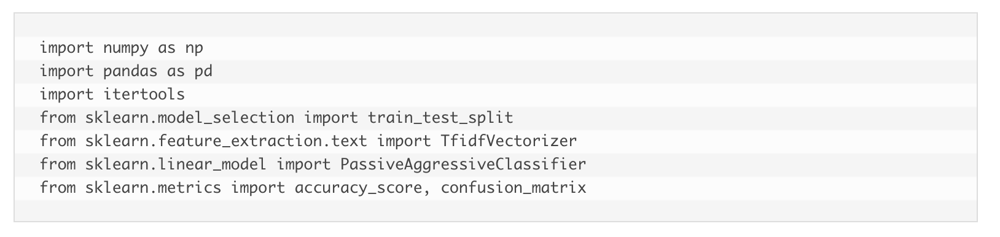 import numpy as np
import pandas as pd
import itertools
from sklearn.model_selection import train_test_split
from sklearn.feature_extraction.text import TfidfVectorizer
from sklearn.linear_model import PassiveAggressiveClassifier
from sklearn.metrics import accuracy_score, confusion_matrix